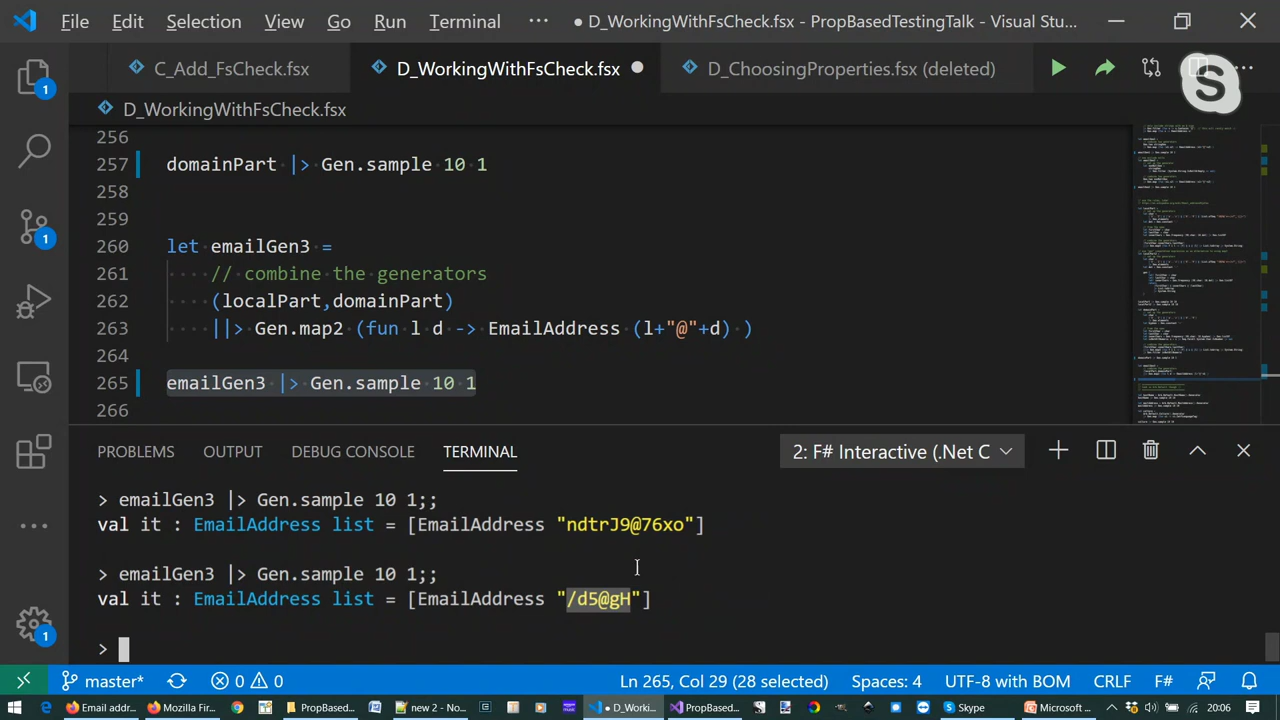 File Edit Selection View Go Run Terminal ··· ● D_WorkingWithFsCheck.fsx - PropBasedTestingTalk - Visual Stu...
C_Add_FsCheck.fsx D_WorkingWithFsCheck.fsx ● D_ChoosingProperties.fsx (deleted)
D_WorkingWithFsCheck.fsx
256
257 domainPart |> Gen.sample 10 1
258
259
260 let emailGen3 =
261 // combine the generators
262 (localPart,domainPart)
263 ||> Gen.map2 (fun l d -> EmailAddress (l+"@"+d) )
264
265 emailGen3 |> Gen.sample 10 1
266
PROBLEMS OUTPUT DEBUG CONSOLE TERMINAL 2: F# Interactive (.Net C
> emailGen3 |> Gen.sample 10 1;;
val it : EmailAddress list = [EmailAddress "ndtrJ9@76xo"]
> emailGen3 |> Gen.sample 10 1;;
val it : EmailAddress list = [EmailAddress "/d5@gH"]
>
master* 0 0 Ln 265, Col 29 (28 selected) Spaces: 4 UTF-8 with BOM CRLF F#
Email addr... Mozilla Firef... PropBased... new 2 - No... ● D_Worki... PropBased... Skype Microsoft ... 20:06